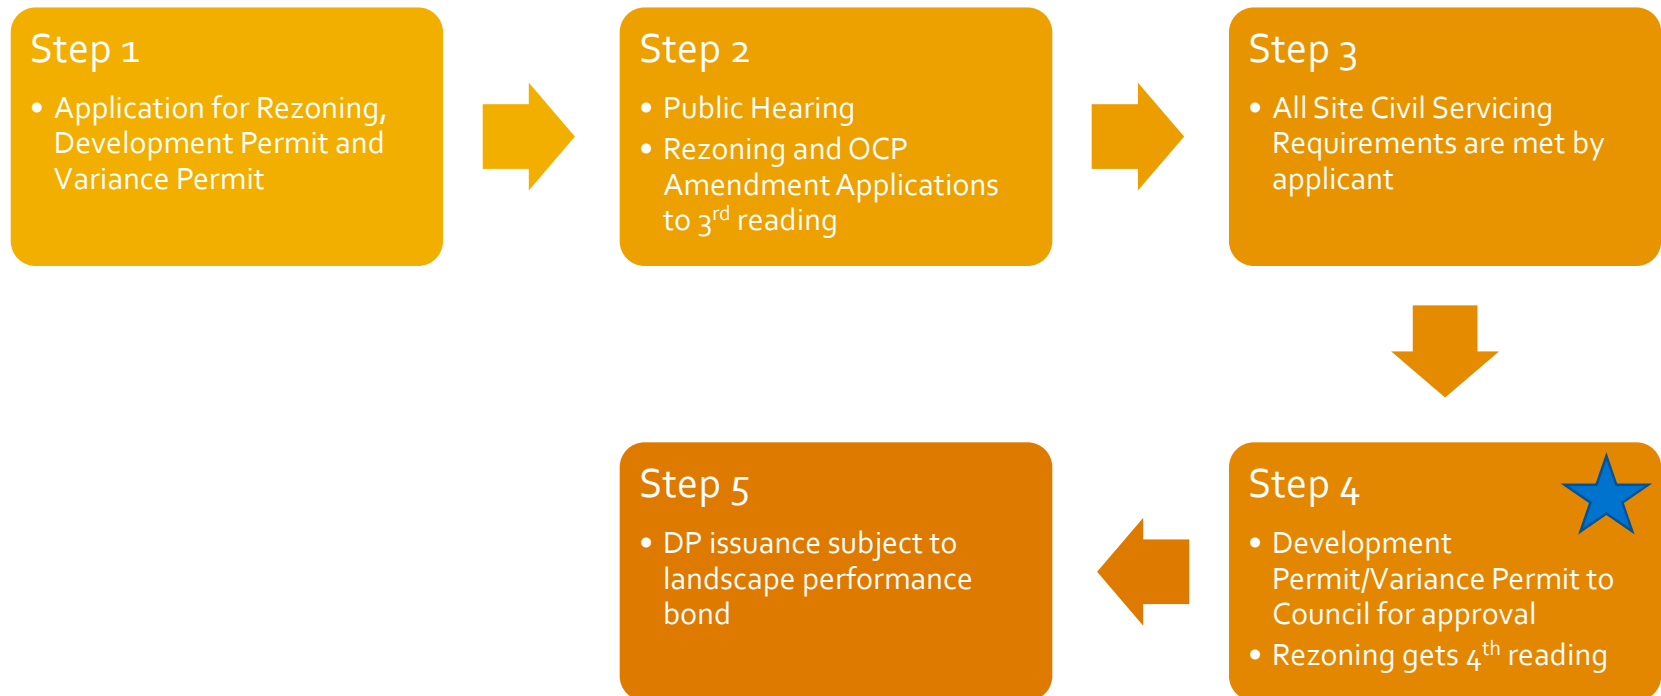 Step 1
• Application for Rezoning,
Development Permit and
Variance Permit
Step 2
• Public Hearing
• Rezoning and OCP
Amendment Applications
to 3rd reading
Step 3
• All Site Civil Servicing
Requirements are met by
applicant
Step 4
• Development
Permit/Variance Permit to
Council for approval
• Rezoning gets 4th reading
Step 5
• DP issuance subject to
landscape performance
bond